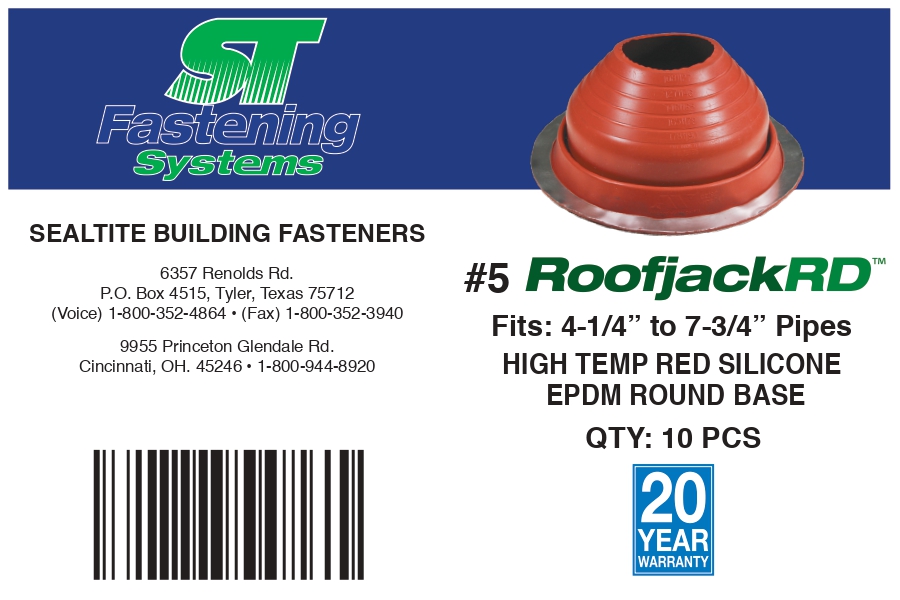 ST
Fastening
Systems
SEALTITE BUILDING FASTENERS
6357 Renolds Rd.
P.O. Box 4515, Tyler, Texas 75712
(Voice) 1-800-352-4864 • (Fax) 1-800-352-3940
9955 Princeton Glendale Rd.
Cincinnati, OH. 45246 • 1-800-944-8920
#5 RoofjackRD™
Fits: 4-1/4” to 7-3/4” Pipes
HIGH TEMP RED SILICONE
EPDM ROUND BASE
QTY: 10 PCS
20
YEAR
WARRANTY